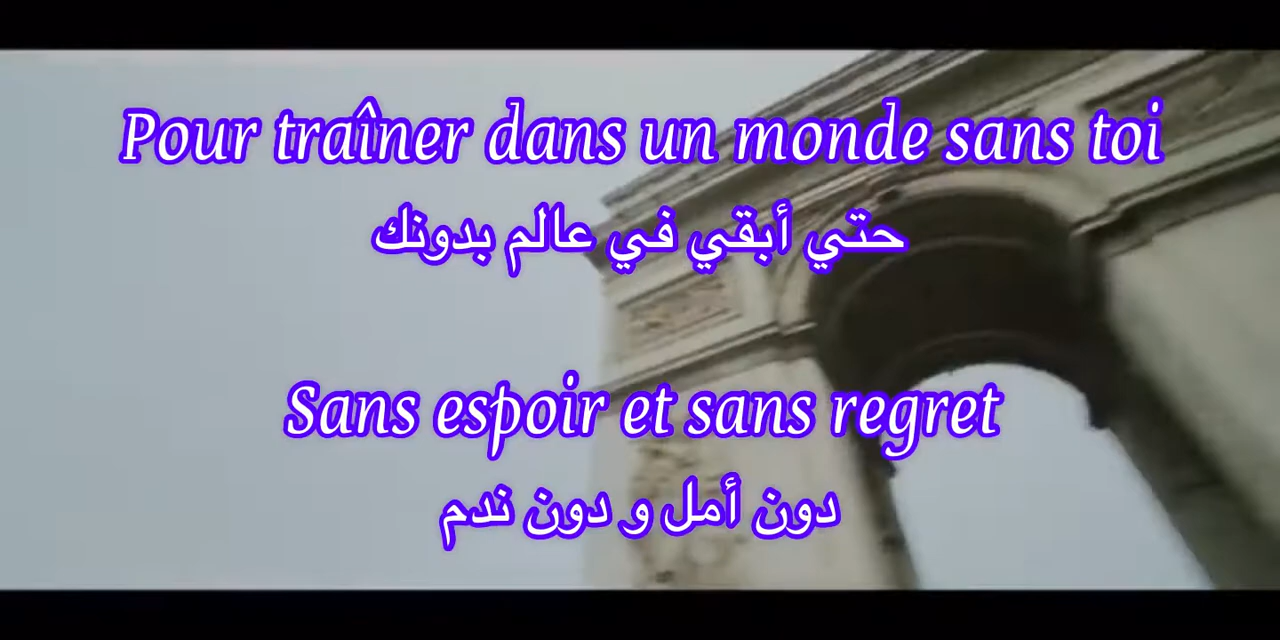 Pour traîner dans un monde sans toi
حتي أبقي في عالم بدونك
Sans espoir et sans regret
دون أمل و دون ندم